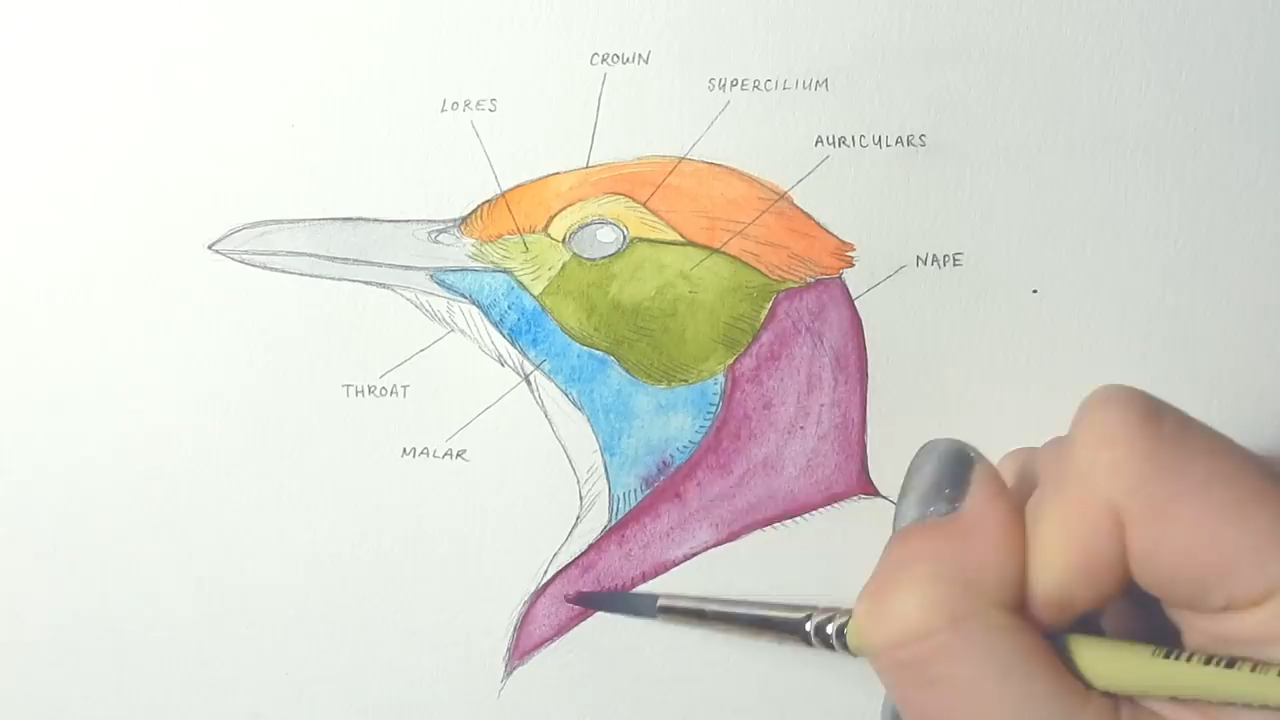 CROWN
SUPERCILIUM
LORES
AURICULARS
NAPE
THROAT
MALAR